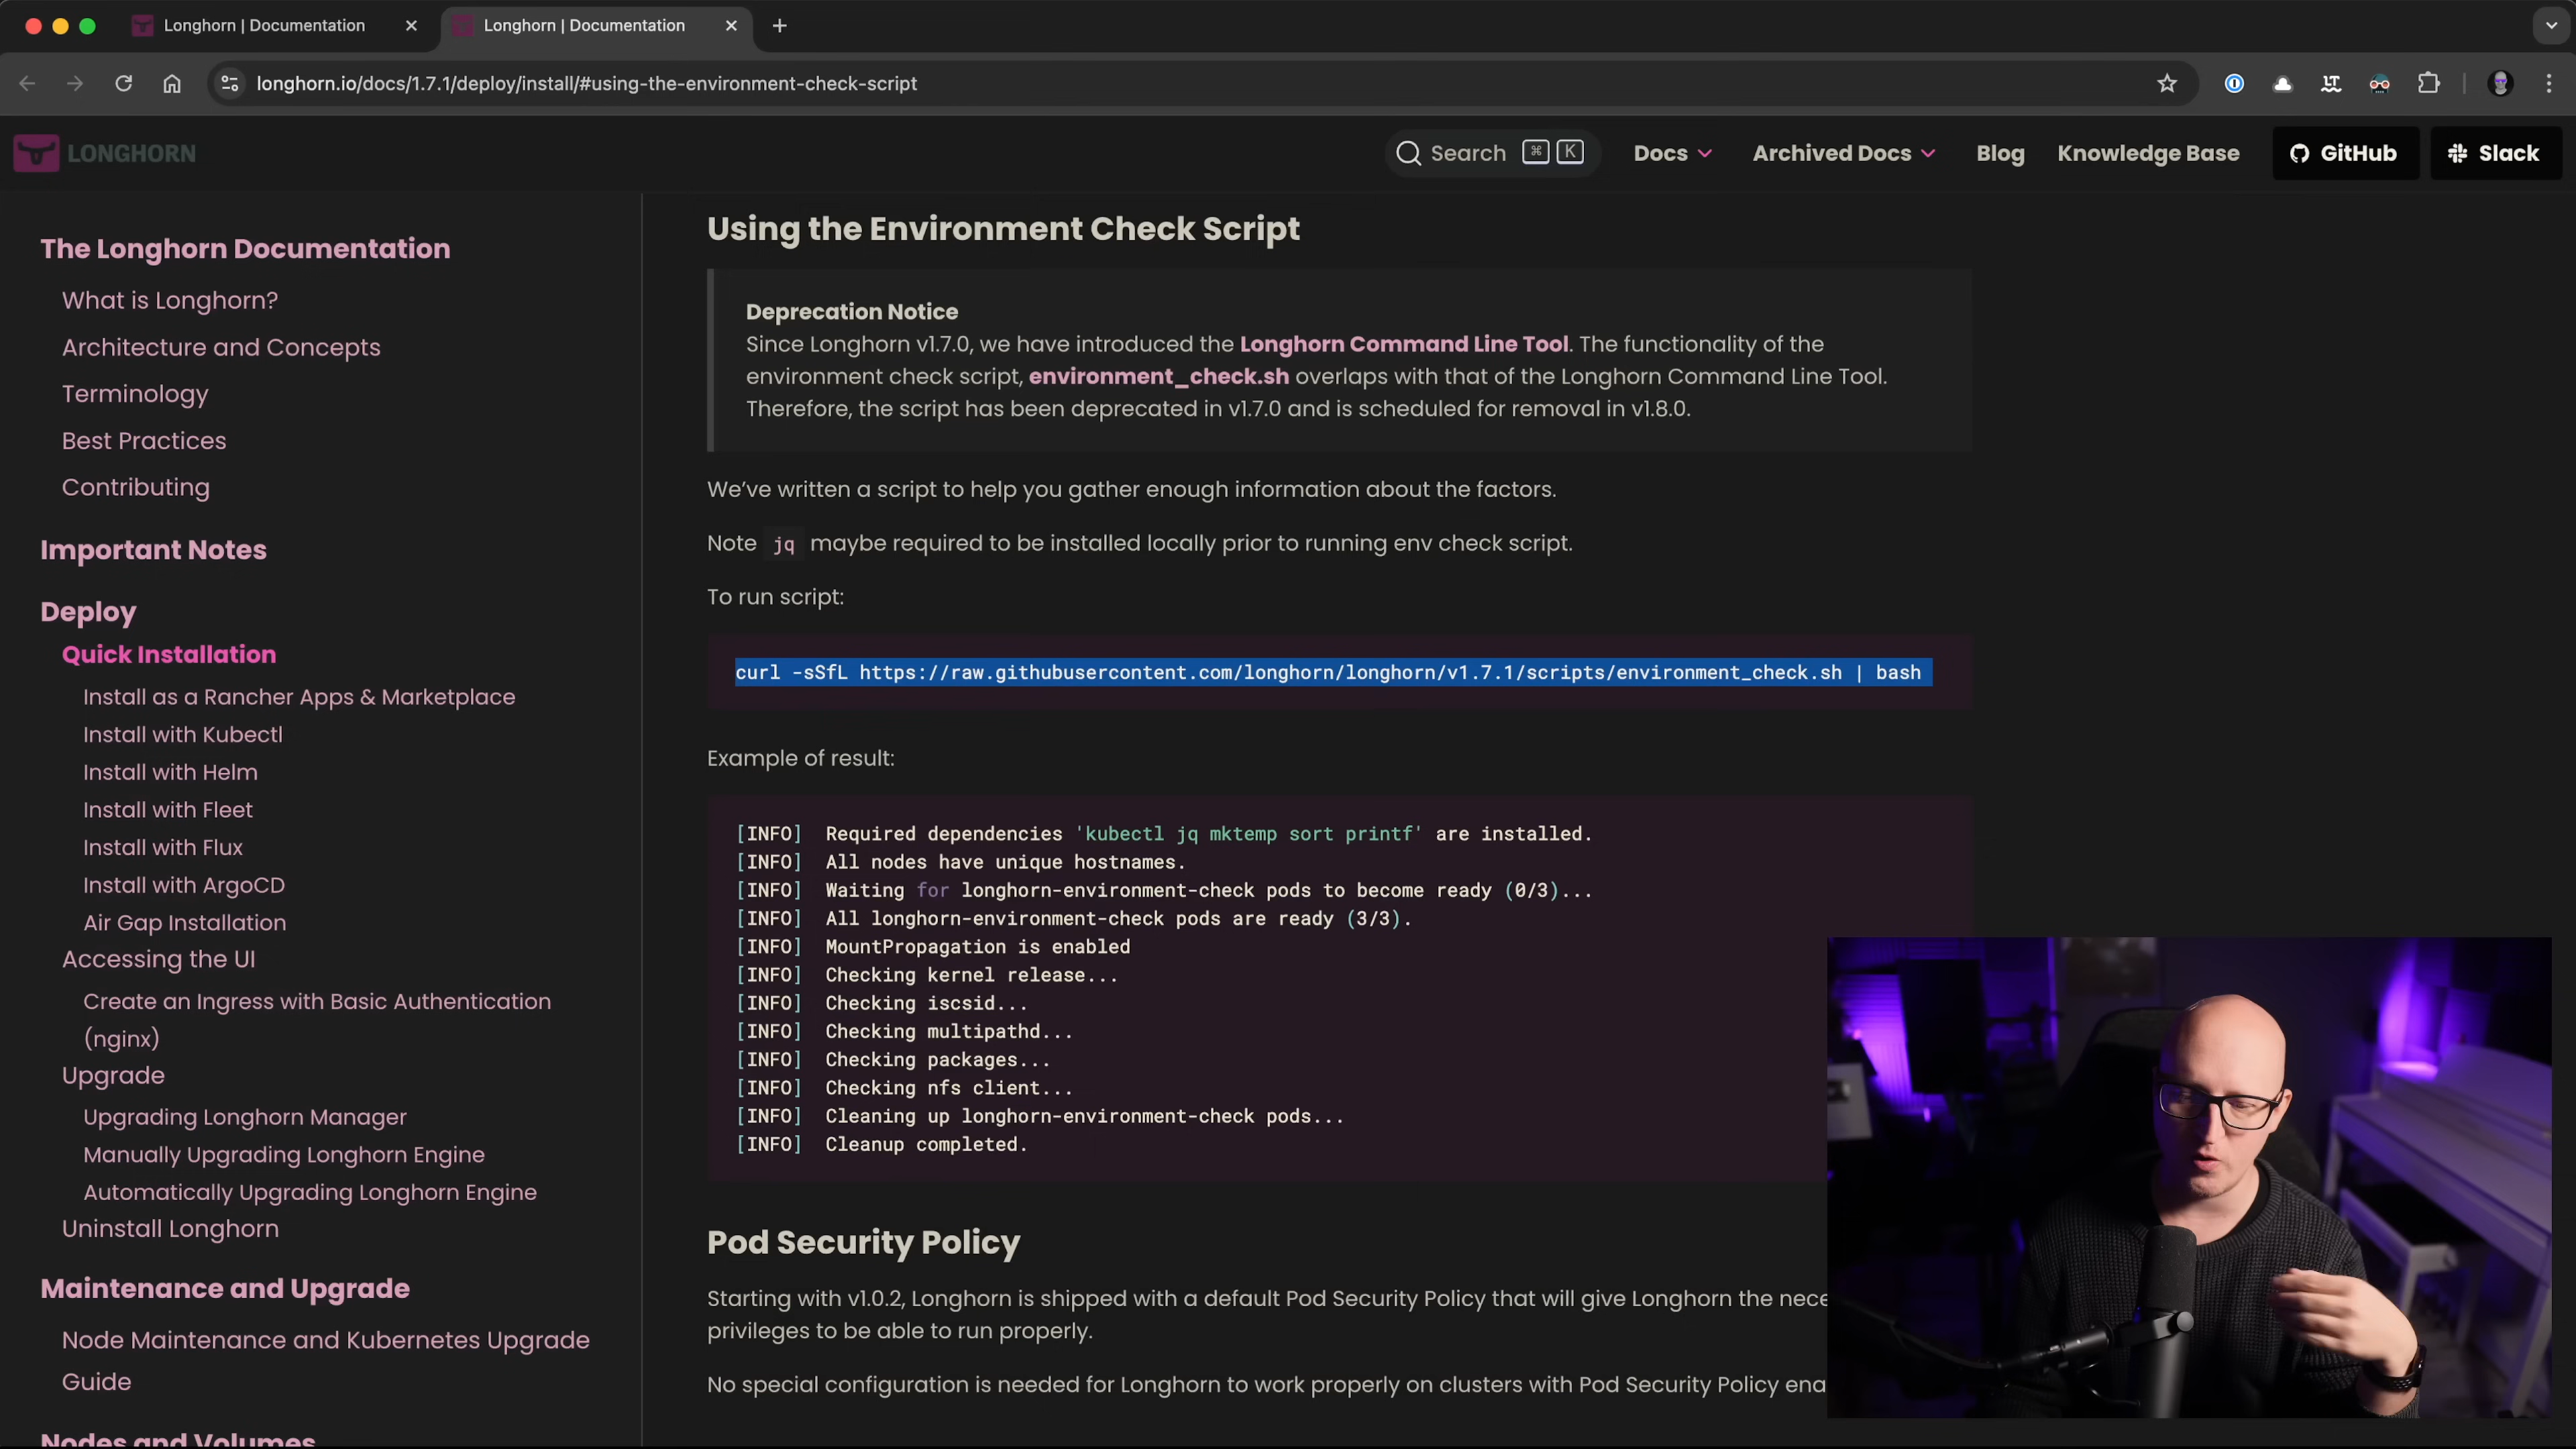 Longhorn | Documentation
Longhorn | Documentation
longhorn.io/docs/1.7.1/deploy/install/#using-the-environment-check-script
LONGHORN
Search ⌘ K
Docs
Archived Docs
Blog
Knowledge Base
GitHub
Slack
The Longhorn Documentation
What is Longhorn?
Architecture and Concepts
Terminology
Best Practices
Contributing
Important Notes
Deploy
Quick Installation
Install as a Rancher Apps & Marketplace
Install with Kubectl
Install with Helm
Install with Fleet
Install with Flux
Install with ArgoCD
Air Gap Installation
Accessing the UI
Create an Ingress with Basic Authentication
(nginx)
Upgrade
Upgrading Longhorn Manager
Manually Upgrading Longhorn Engine
Automatically Upgrading Longhorn Engine
Uninstall Longhorn
Maintenance and Upgrade
Node Maintenance and Kubernetes Upgrade
Guide
Nodes and Volumes
Using the Environment Check Script
Deprecation Notice
Since Longhorn v1.7.0, we have introduced the Longhorn Command Line Tool. The functionality of the
environment check script, environment_check.sh overlaps with that of the Longhorn Command Line Tool.
Therefore, the script has been deprecated in v1.7.0 and is scheduled for removal in v1.8.0.
We've written a script to help you gather enough information about the factors.
Note jq maybe required to be installed locally prior to running env check script.
To run script:
curl -sSfL https://raw.githubusercontent.com/longhorn/longhorn/v1.7.1/scripts/environment_check.sh | bash
Example of result:
[INFO] Required dependencies 'kubectl jq mktemp sort printf' are installed.
[INFO] All nodes have unique hostnames.
[INFO] Waiting for longhorn-environment-check pods to become ready (0/3)...
[INFO] All longhorn-environment-check pods are ready (3/3).
[INFO] MountPropagation is enabled
[INFO] Checking kernel release...
[INFO] Checking iscsid...
[INFO] Checking multipathd...
[INFO] Checking packages...
[INFO] Checking nfs client...
[INFO] Cleaning up longhorn-environment-check pods...
[INFO] Cleanup completed.
Pod Security Policy
Starting with v1.0.2, Longhorn is shipped with a default Pod Security Policy that will give Longhorn the nece
privileges to be able to run properly.
No special configuration is needed for Longhorn to work properly on clusters with Pod Security Policy ena